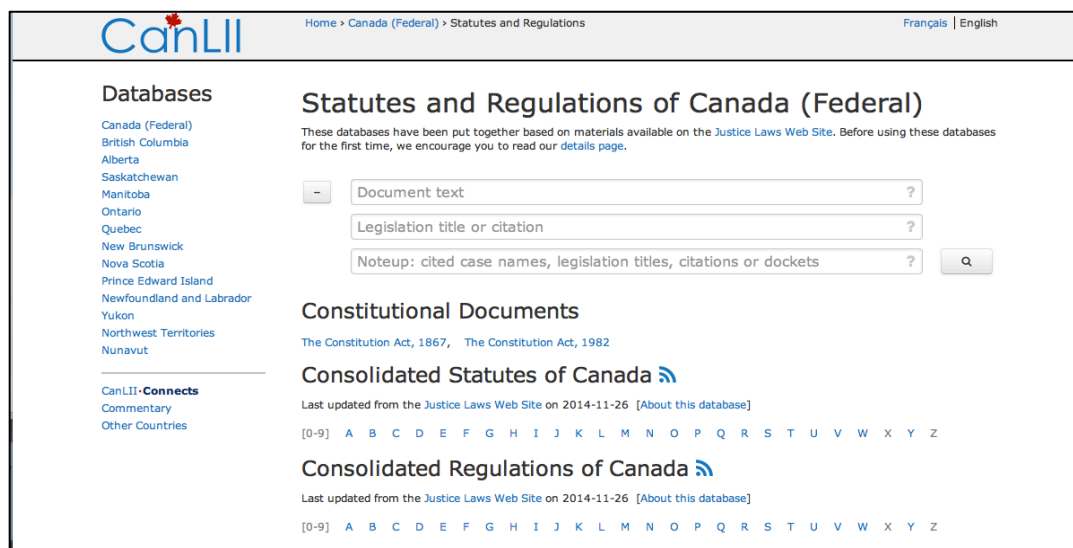 CanLII
Home › Canada (Federal) › Statutes and Regulations
Français | English
Databases
Canada (Federal)
British Columbia
Alberta
Saskatchewan
Manitoba
Ontario
Quebec
New Brunswick
Nova Scotia
Prince Edward Island
Newfoundland and Labrador
Yukon
Northwest Territories
Nunavut
CanLII·Connects
Commentary
Other Countries
Statutes and Regulations of Canada (Federal)
These databases have been put together based on materials available on the Justice Laws Web Site. Before using these databases
for the first time, we encourage you to read our details page.
– Document text ?
Legislation title or citation ?
Noteup: cited case names, legislation titles, citations or dockets ?
Constitutional Documents
The Constitution Act, 1867, The Constitution Act, 1982
Consolidated Statutes of Canada
Last updated from the Justice Laws Web Site on 2014-11-26 [About this database]
[0-9] A B C D E F G H I J K L M N O P Q R S T U V W X Y Z
Consolidated Regulations of Canada
Last updated from the Justice Laws Web Site on 2014-11-26 [About this database]
[0-9] A B C D E F G H I J K L M N O P Q R S T U V W X Y Z